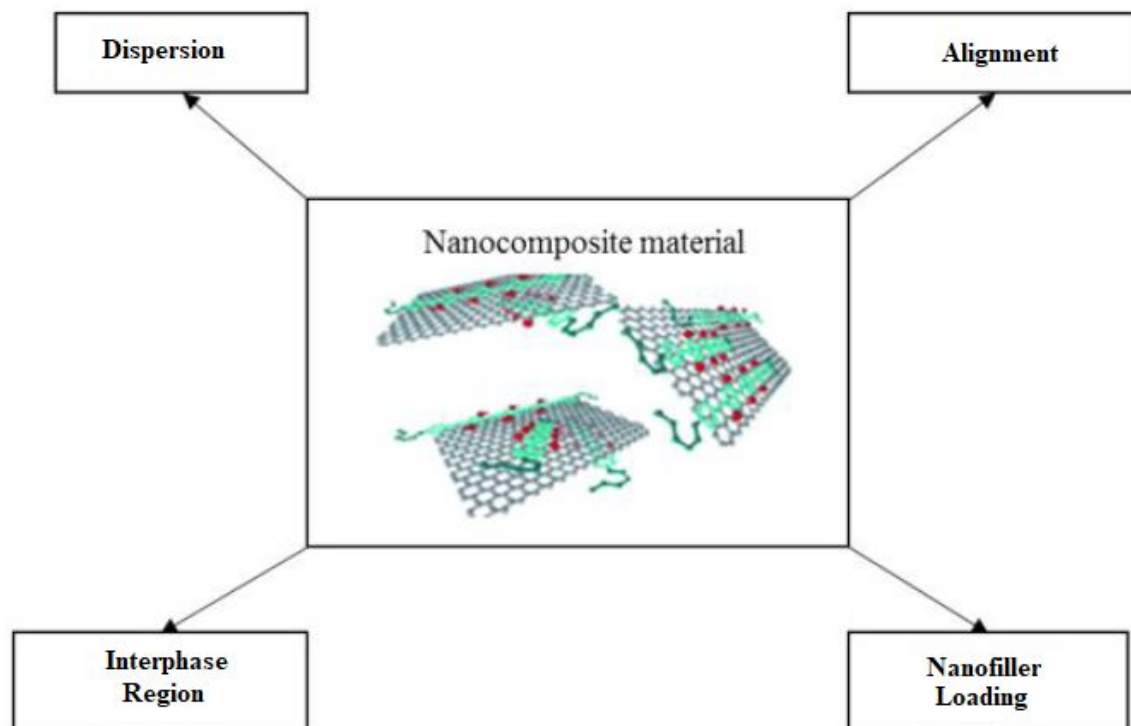 Dispersion
Alignment
Nanocomposite material
Interphase
Region
Nanofiller
Loading